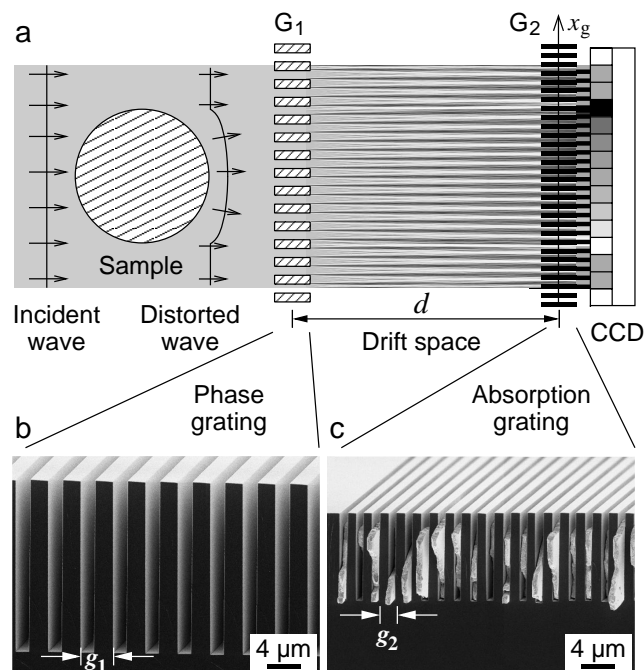 a
G1
G2
xg
Sample
Incident
wave
Distorted
wave
d
Drift space
CCD
Phase
grating
Absorption
grating
b
c
g1
4 µm
g2
4 µm